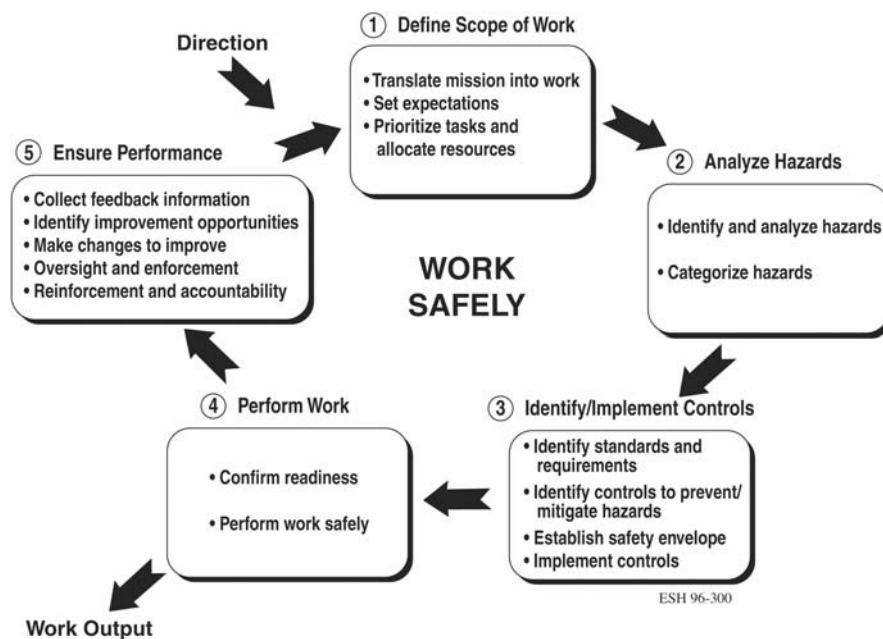 Direction
① Define Scope of Work
• Translate mission into work
• Set expectations
• Prioritize tasks and
allocate resources
② Analyze Hazards
• Identify and analyze hazards
• Categorize hazards
③ Identify/Implement Controls
• Identify standards and
requirements
• Identify controls to prevent/
mitigate hazards
• Establish safety envelope
• Implement controls
④ Perform Work
• Confirm readiness
• Perform work safely
⑤ Ensure Performance
• Collect feedback information
• Identify improvement opportunities
• Make changes to improve
• Oversight and enforcement
• Reinforcement and accountability
WORK
SAFELY
Work Output
ESH 96-300